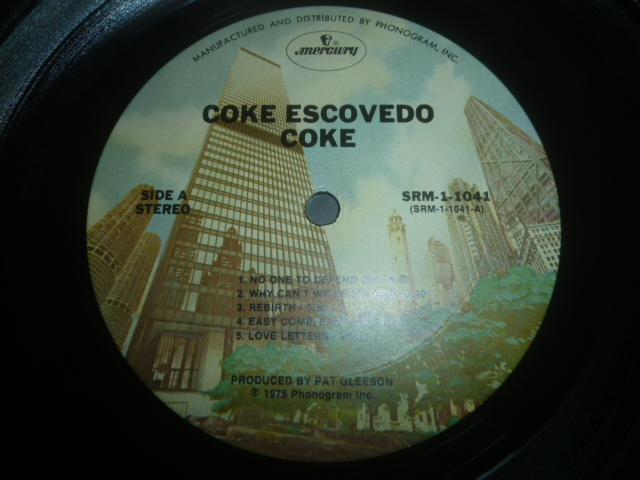 MANUFACTURED AND DISTRIBUTED BY PHONOGRAM, INC.
mercury
COKE ESCOVEDO
COKE
SIDE A
STEREO
SRM-1-1041
(SRM-1-1041-A)
1. NO ONE TO DEPEND
2. WHY CAN'T WE
3. REBIRTH
4. EASY COME,
5. LOVE LETTERS
PRODUCED BY PAT GLEESON
℗ 1975 Phonogram Inc.